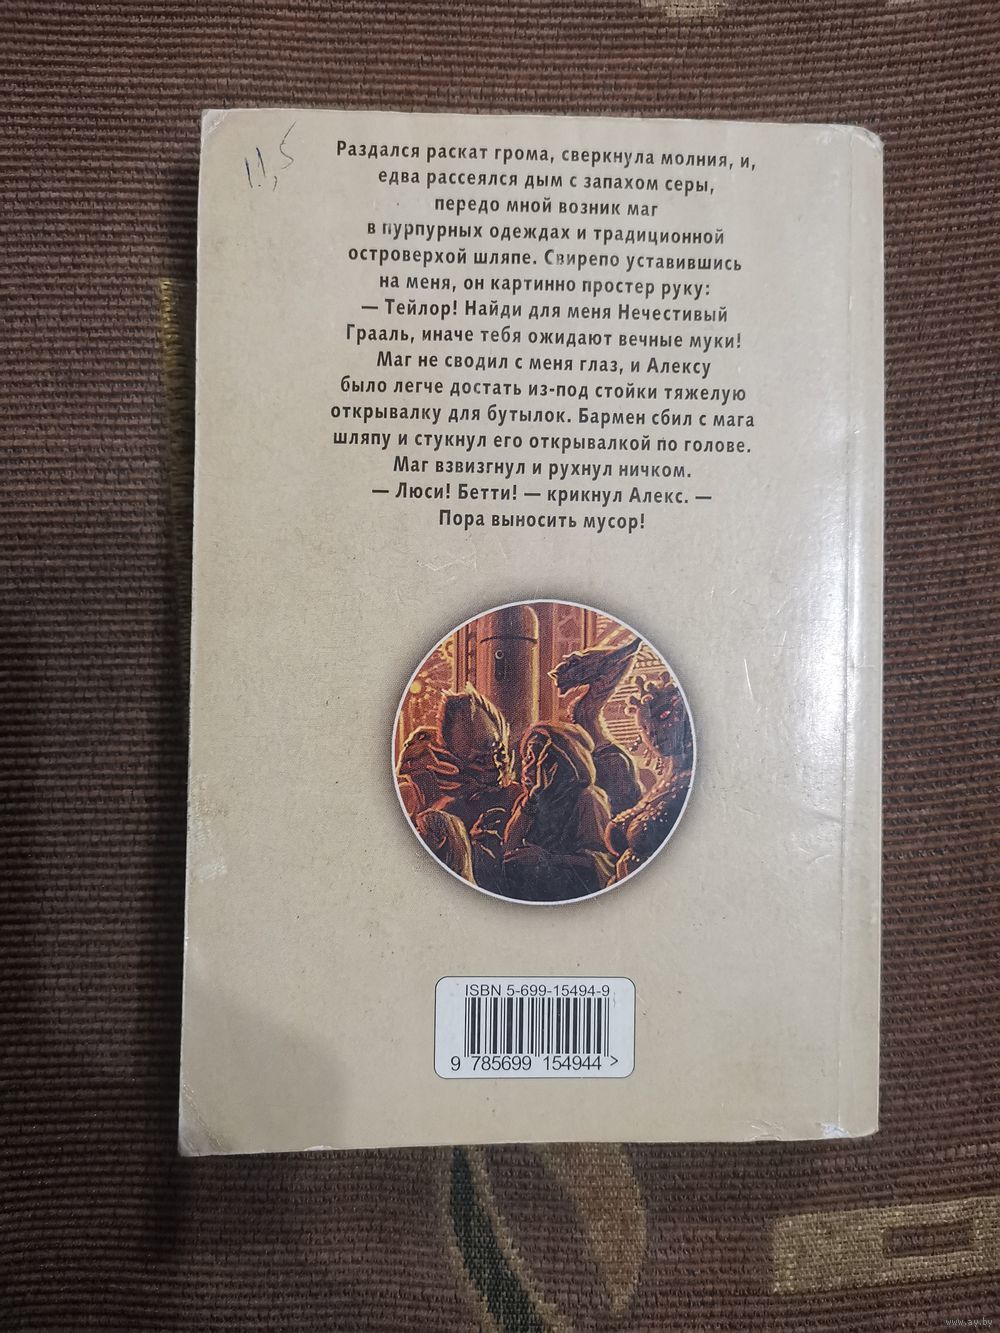 11,5
Раздался раскат грома, сверкнула молния, и,
едва рассеялся дым с запахом серы,
передо мной возник маг
в пурпурных одеждах и традиционной
островерхой шляпе. Свирепо уставившись
на меня, он картинно простер руку:
— Тейлор! Найди для меня Нечестивый
Грааль, иначе тебя ожидают вечные муки!
Маг не сводил с меня глаз, и Алексу
было легче достать из-под стойки тяжелую
открывалку для бутылок. Бармен сбил с мага
шляпу и стукнул его открывалкой по голове.
Маг взвизгнул и рухнул ничком.
— Люси! Бетти! — крикнул Алекс. —
Пора выносить мусор!
ISBN 5-699-15494-9
9 785699 154944 >
www.ay.by